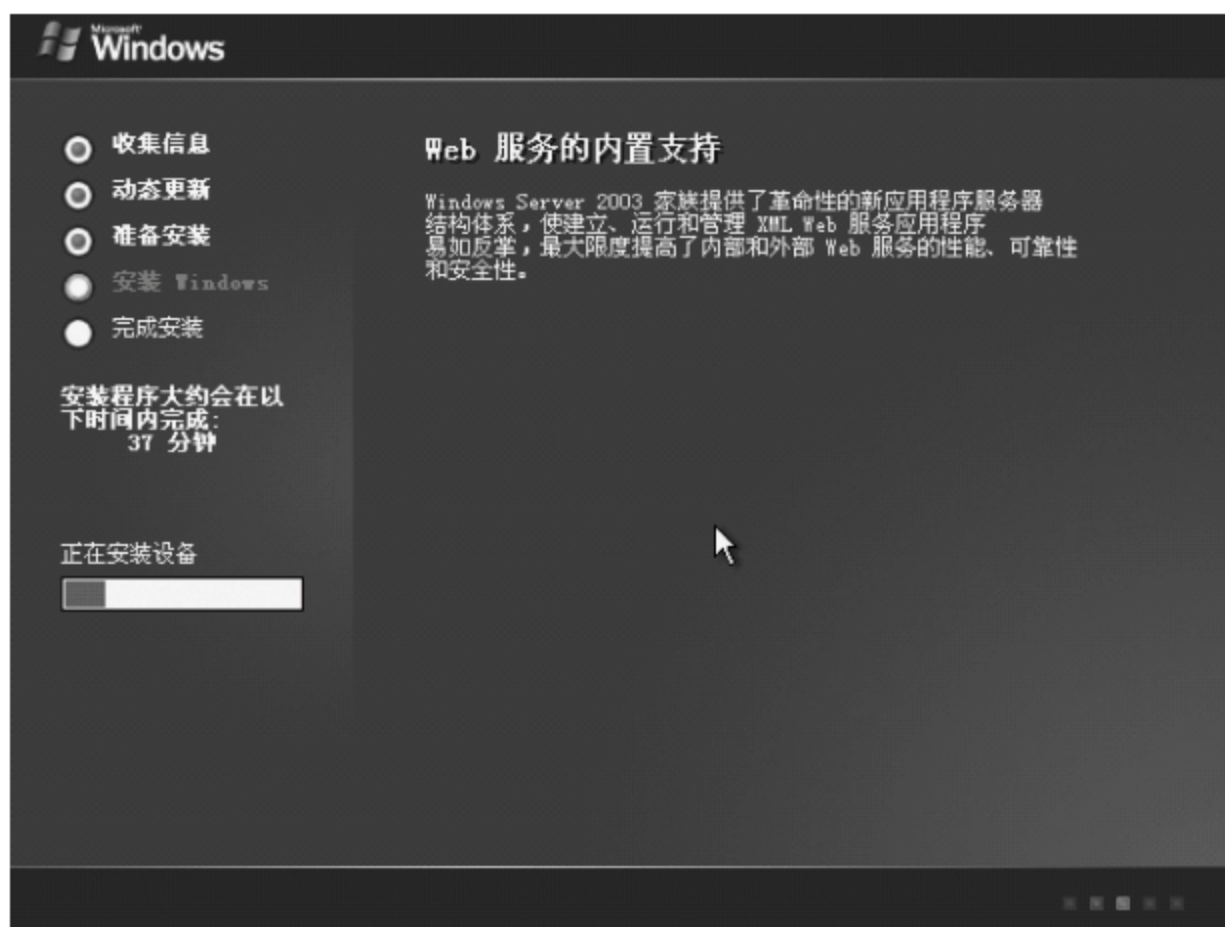 Microsoft
Windows
收集信息
动态更新
准备安装
安装 Windows
完成安装
安装程序大约会在以
下时间内完成:
37 分钟
正在安装设备
Web 服务的内置支持
Windows Server 2003 家族提供了革命性的新应用程序服务器
结构体系，使建立、运行和管理 XML Web 服务应用程序
易如反掌，最大限度提高了内部和外部 Web 服务的性能、可靠性
和安全性。